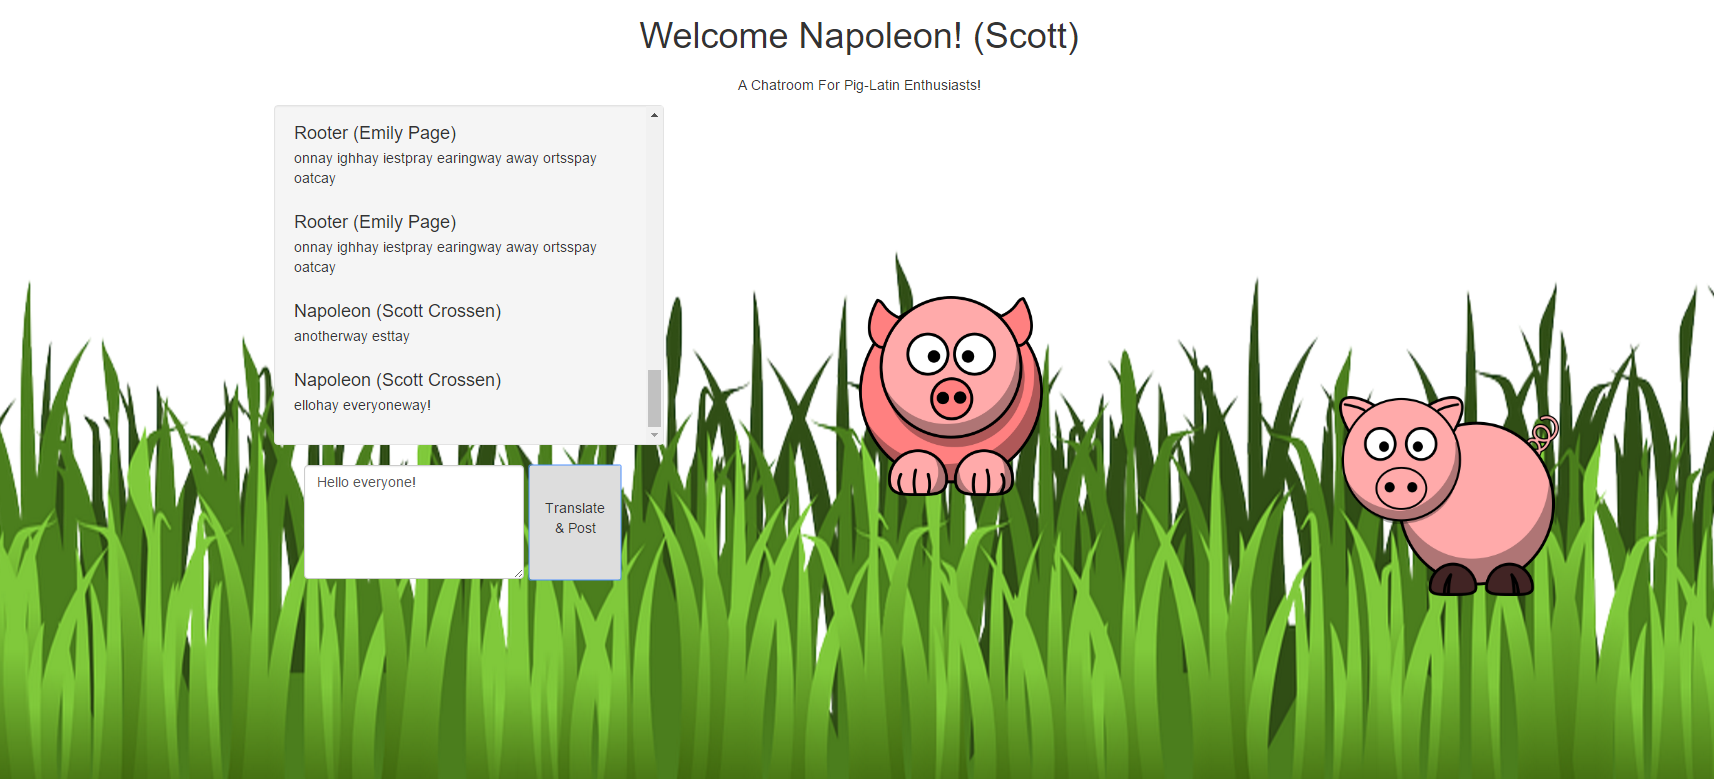 Welcome Napoleon! (Scott)
A Chatroom For Pig-Latin Enthusiasts!
Rooter (Emily Page)
onnay ighhay iestpray earingway away ortsspay
oatcay
Rooter (Emily Page)
onnay ighhay iestpray earingway away ortsspay
oatcay
Napoleon (Scott Crossen)
anotherway esttay
Napoleon (Scott Crossen)
ellohay everyoneway!
Hello everyone!
Translate
& Post